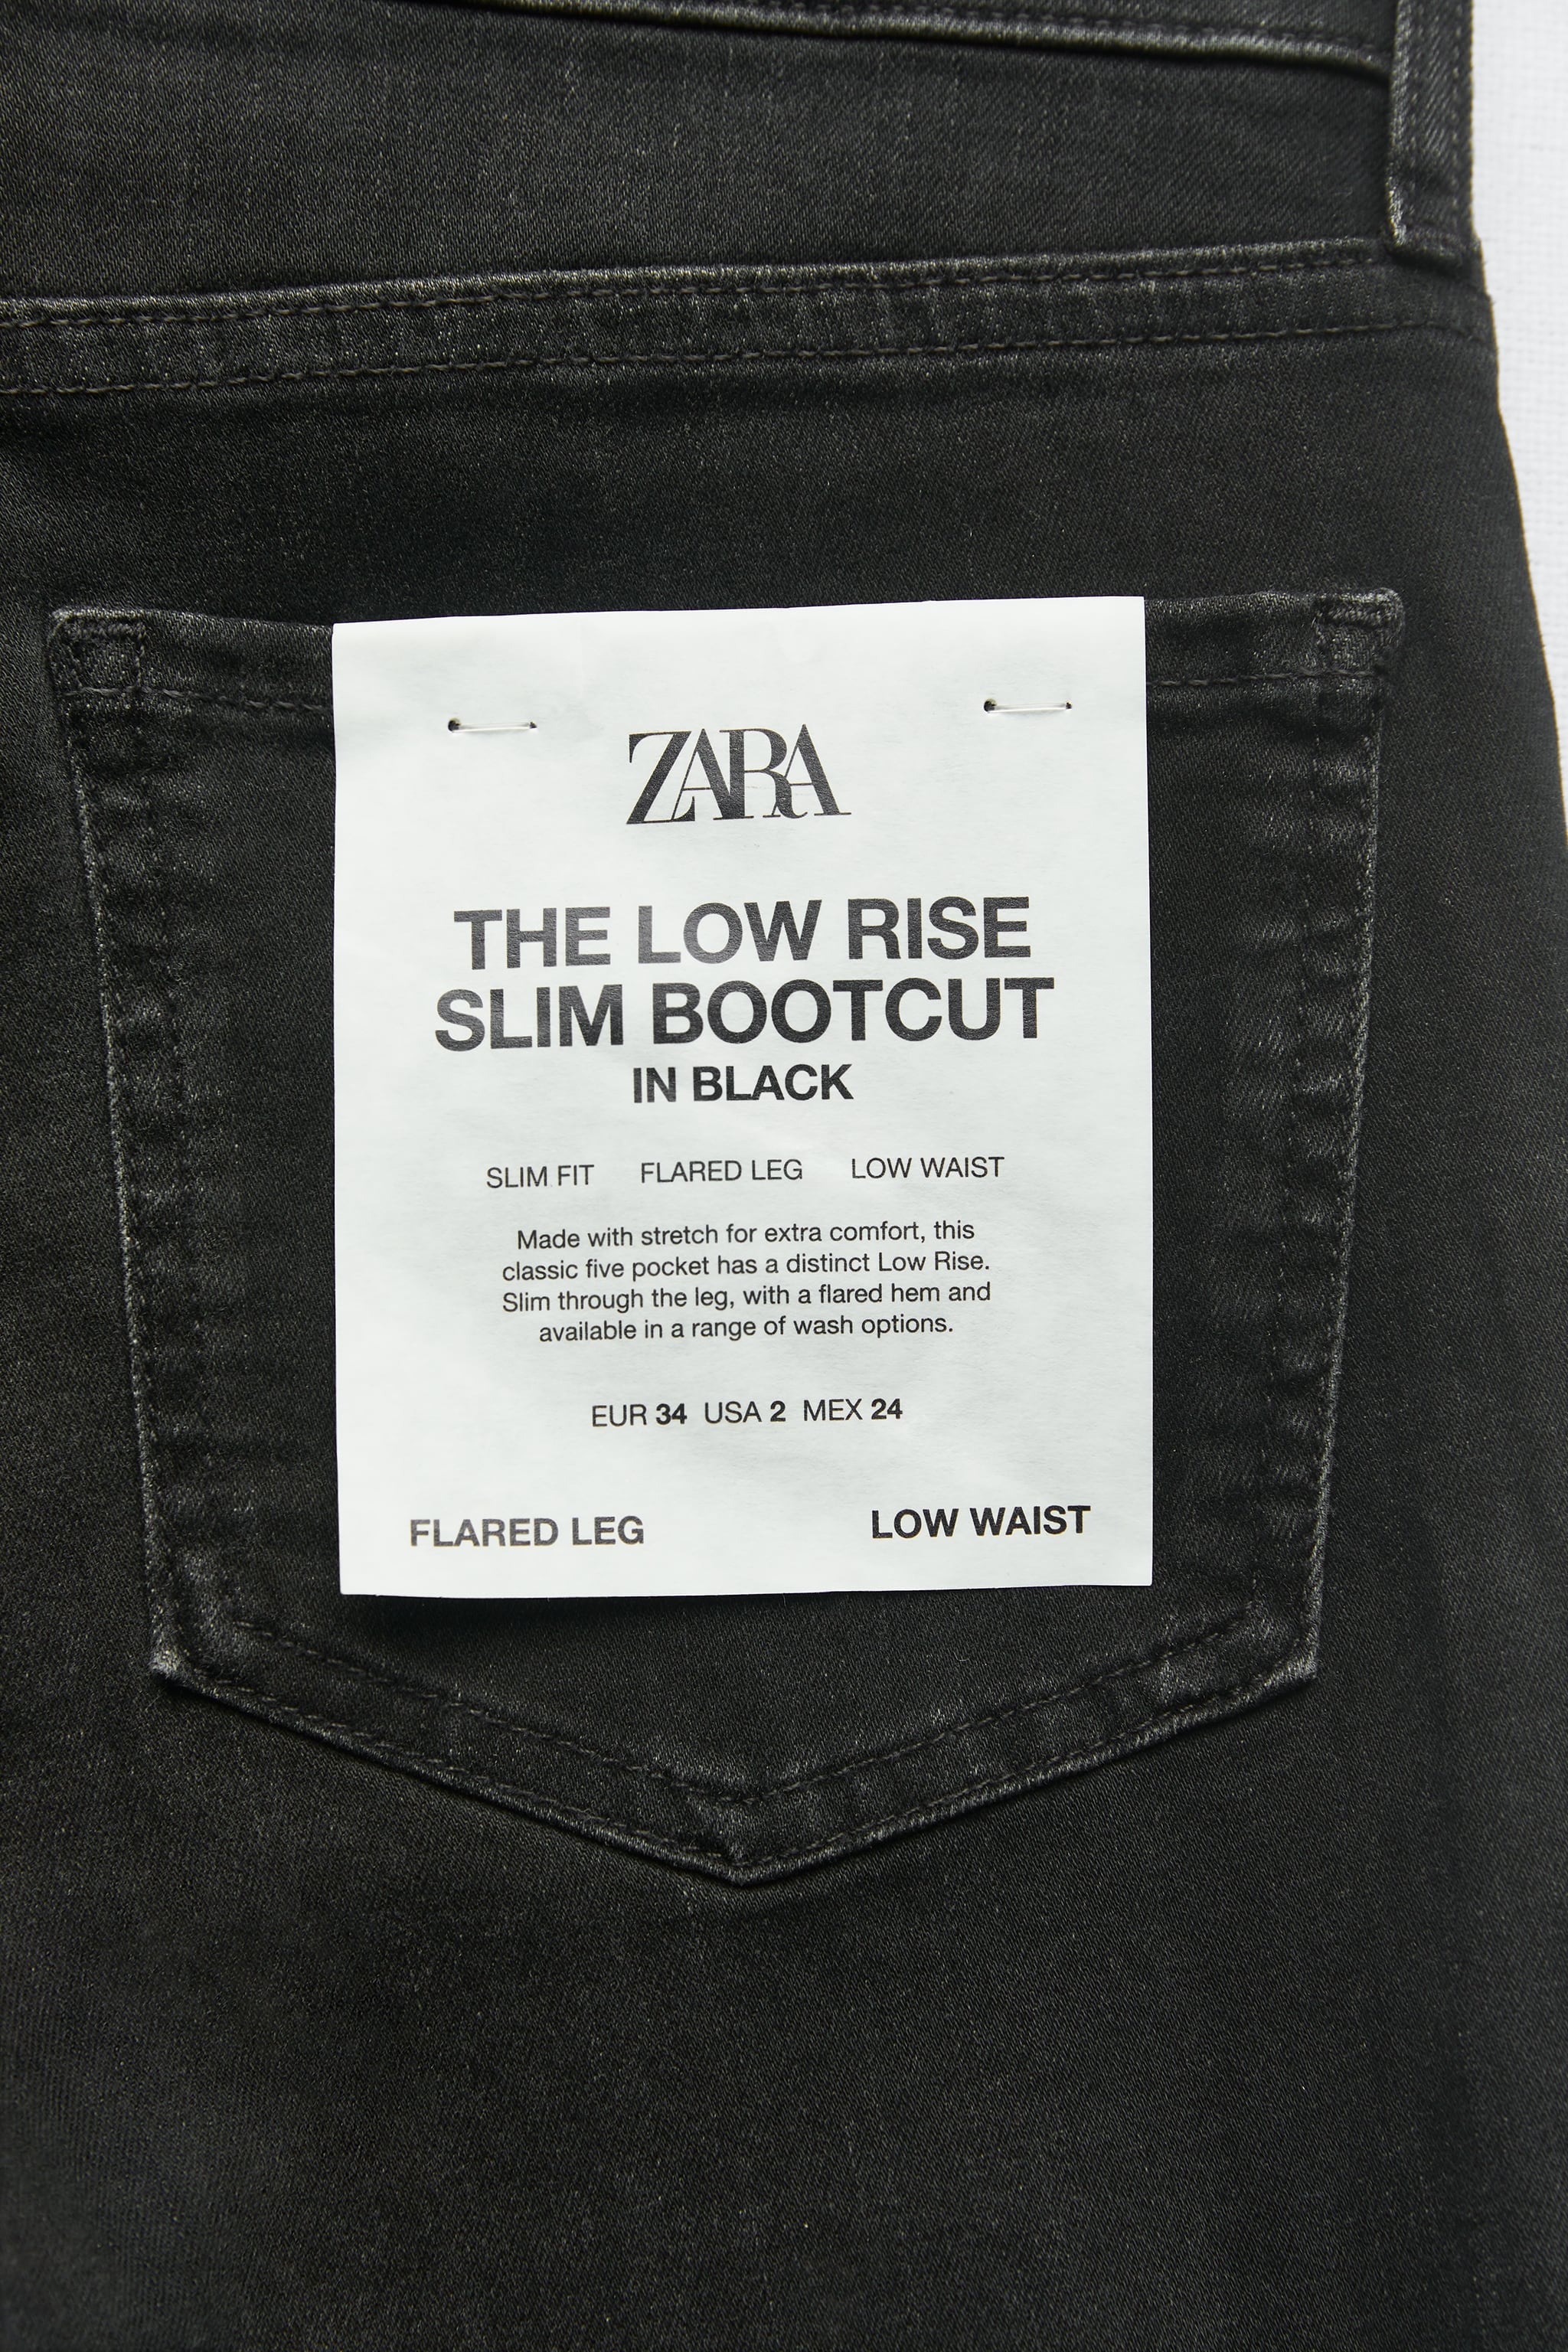 ZARA
THE LOW RISE
SLIM BOOTCUT
IN BLACK
SLIM FIT FLARED LEG LOW WAIST
Made with stretch for extra comfort, this
classic five pocket has a distinct Low Rise.
Slim through the leg, with a flared hem and
available in a range of wash options.
EUR 34 USA 2 MEX 24
FLARED LEG LOW WAIST